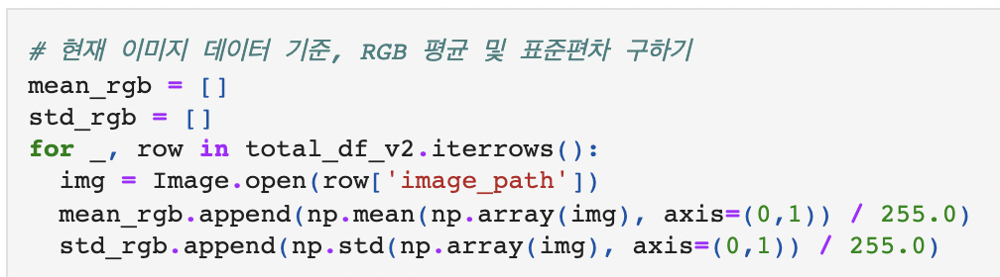 # 현재 이미지 데이터 기준, RGB 평균 및 표준편차 구하기
mean_rgb = []
std_rgb = []
for _, row in total_df_v2.iterrows():
  img = Image.open(row['image_path'])
  mean_rgb.append(np.mean(np.array(img), axis=(0,1)) / 255.0)
  std_rgb.append(np.std(np.array(img), axis=(0,1)) / 255.0)